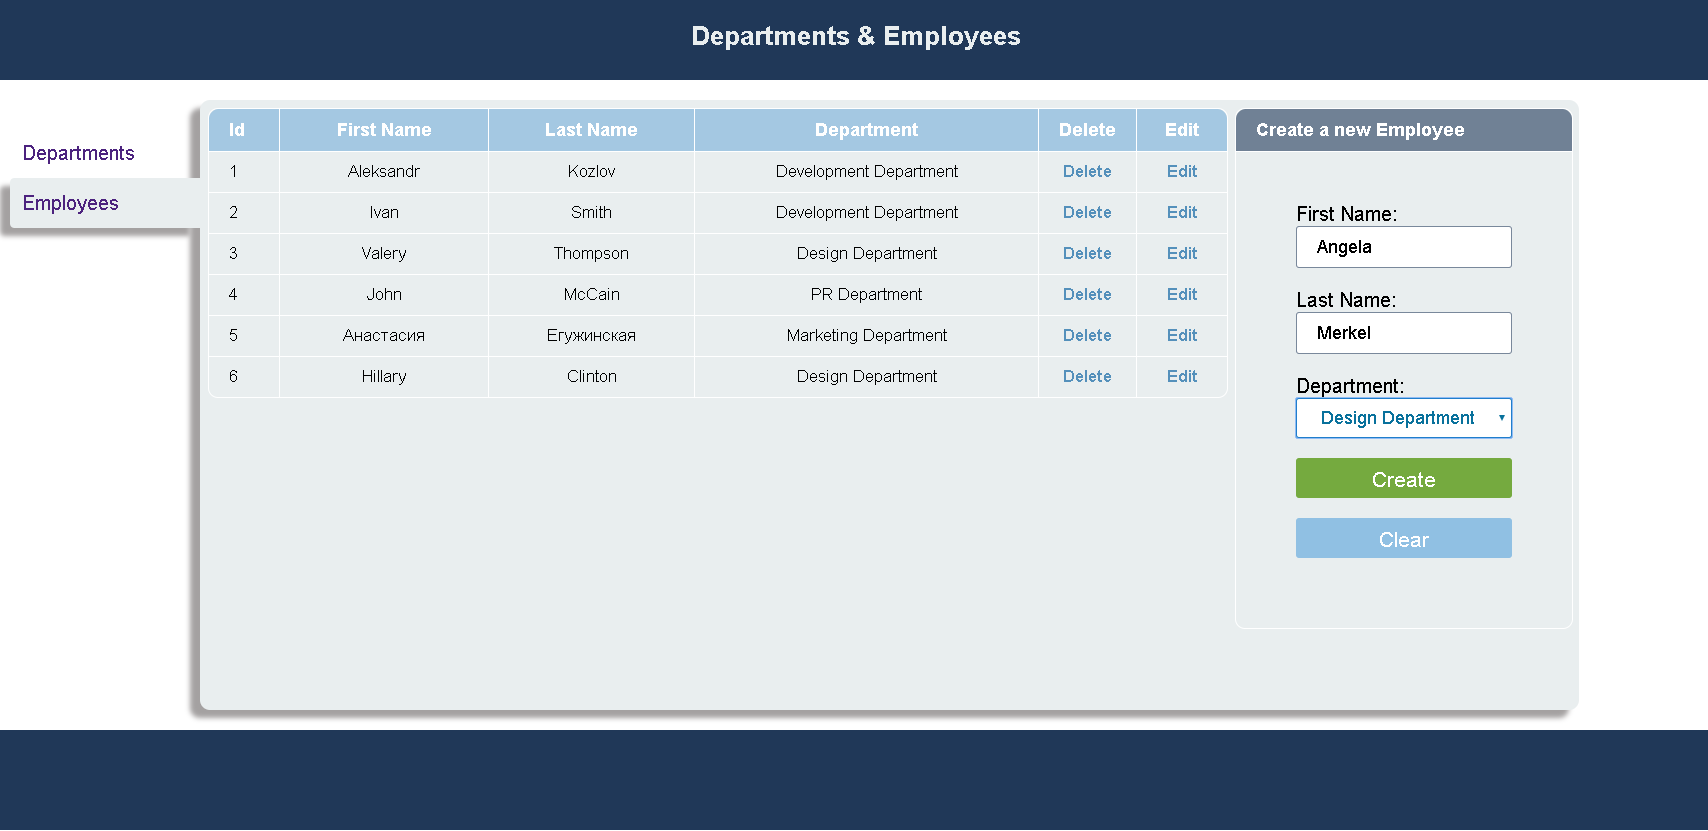 Departments & Employees
Departments
Employees
Id First Name Last Name Department Delete Edit
1 Aleksandr Kozlov Development Department Delete Edit
2 Ivan Smith Development Department Delete Edit
3 Valery Thompson Design Department Delete Edit
4 John McCain PR Department Delete Edit
5 Анастасия Егужинская Marketing Department Delete Edit
6 Hillary Clinton Design Department Delete Edit
Create a new Employee
First Name:
Angela
Last Name:
Merkel
Department:
Design Department
Create
Clear